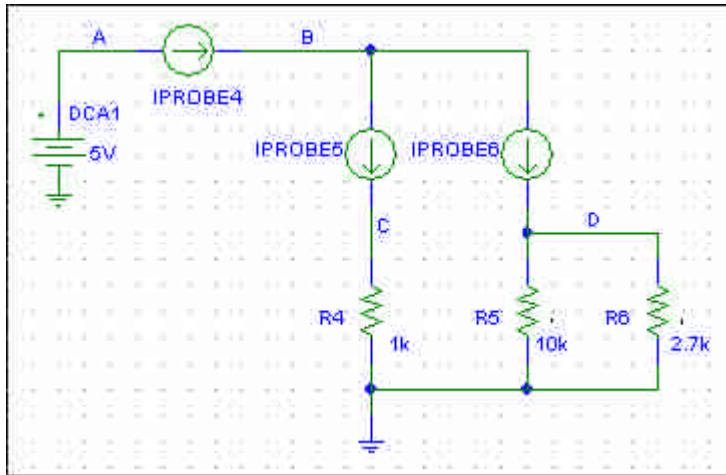 A
B
IPROBE4
DCA1
5V
IPROBE5
IPROBE6
C
D
R4
1k
R5
10k
R6
2.7k